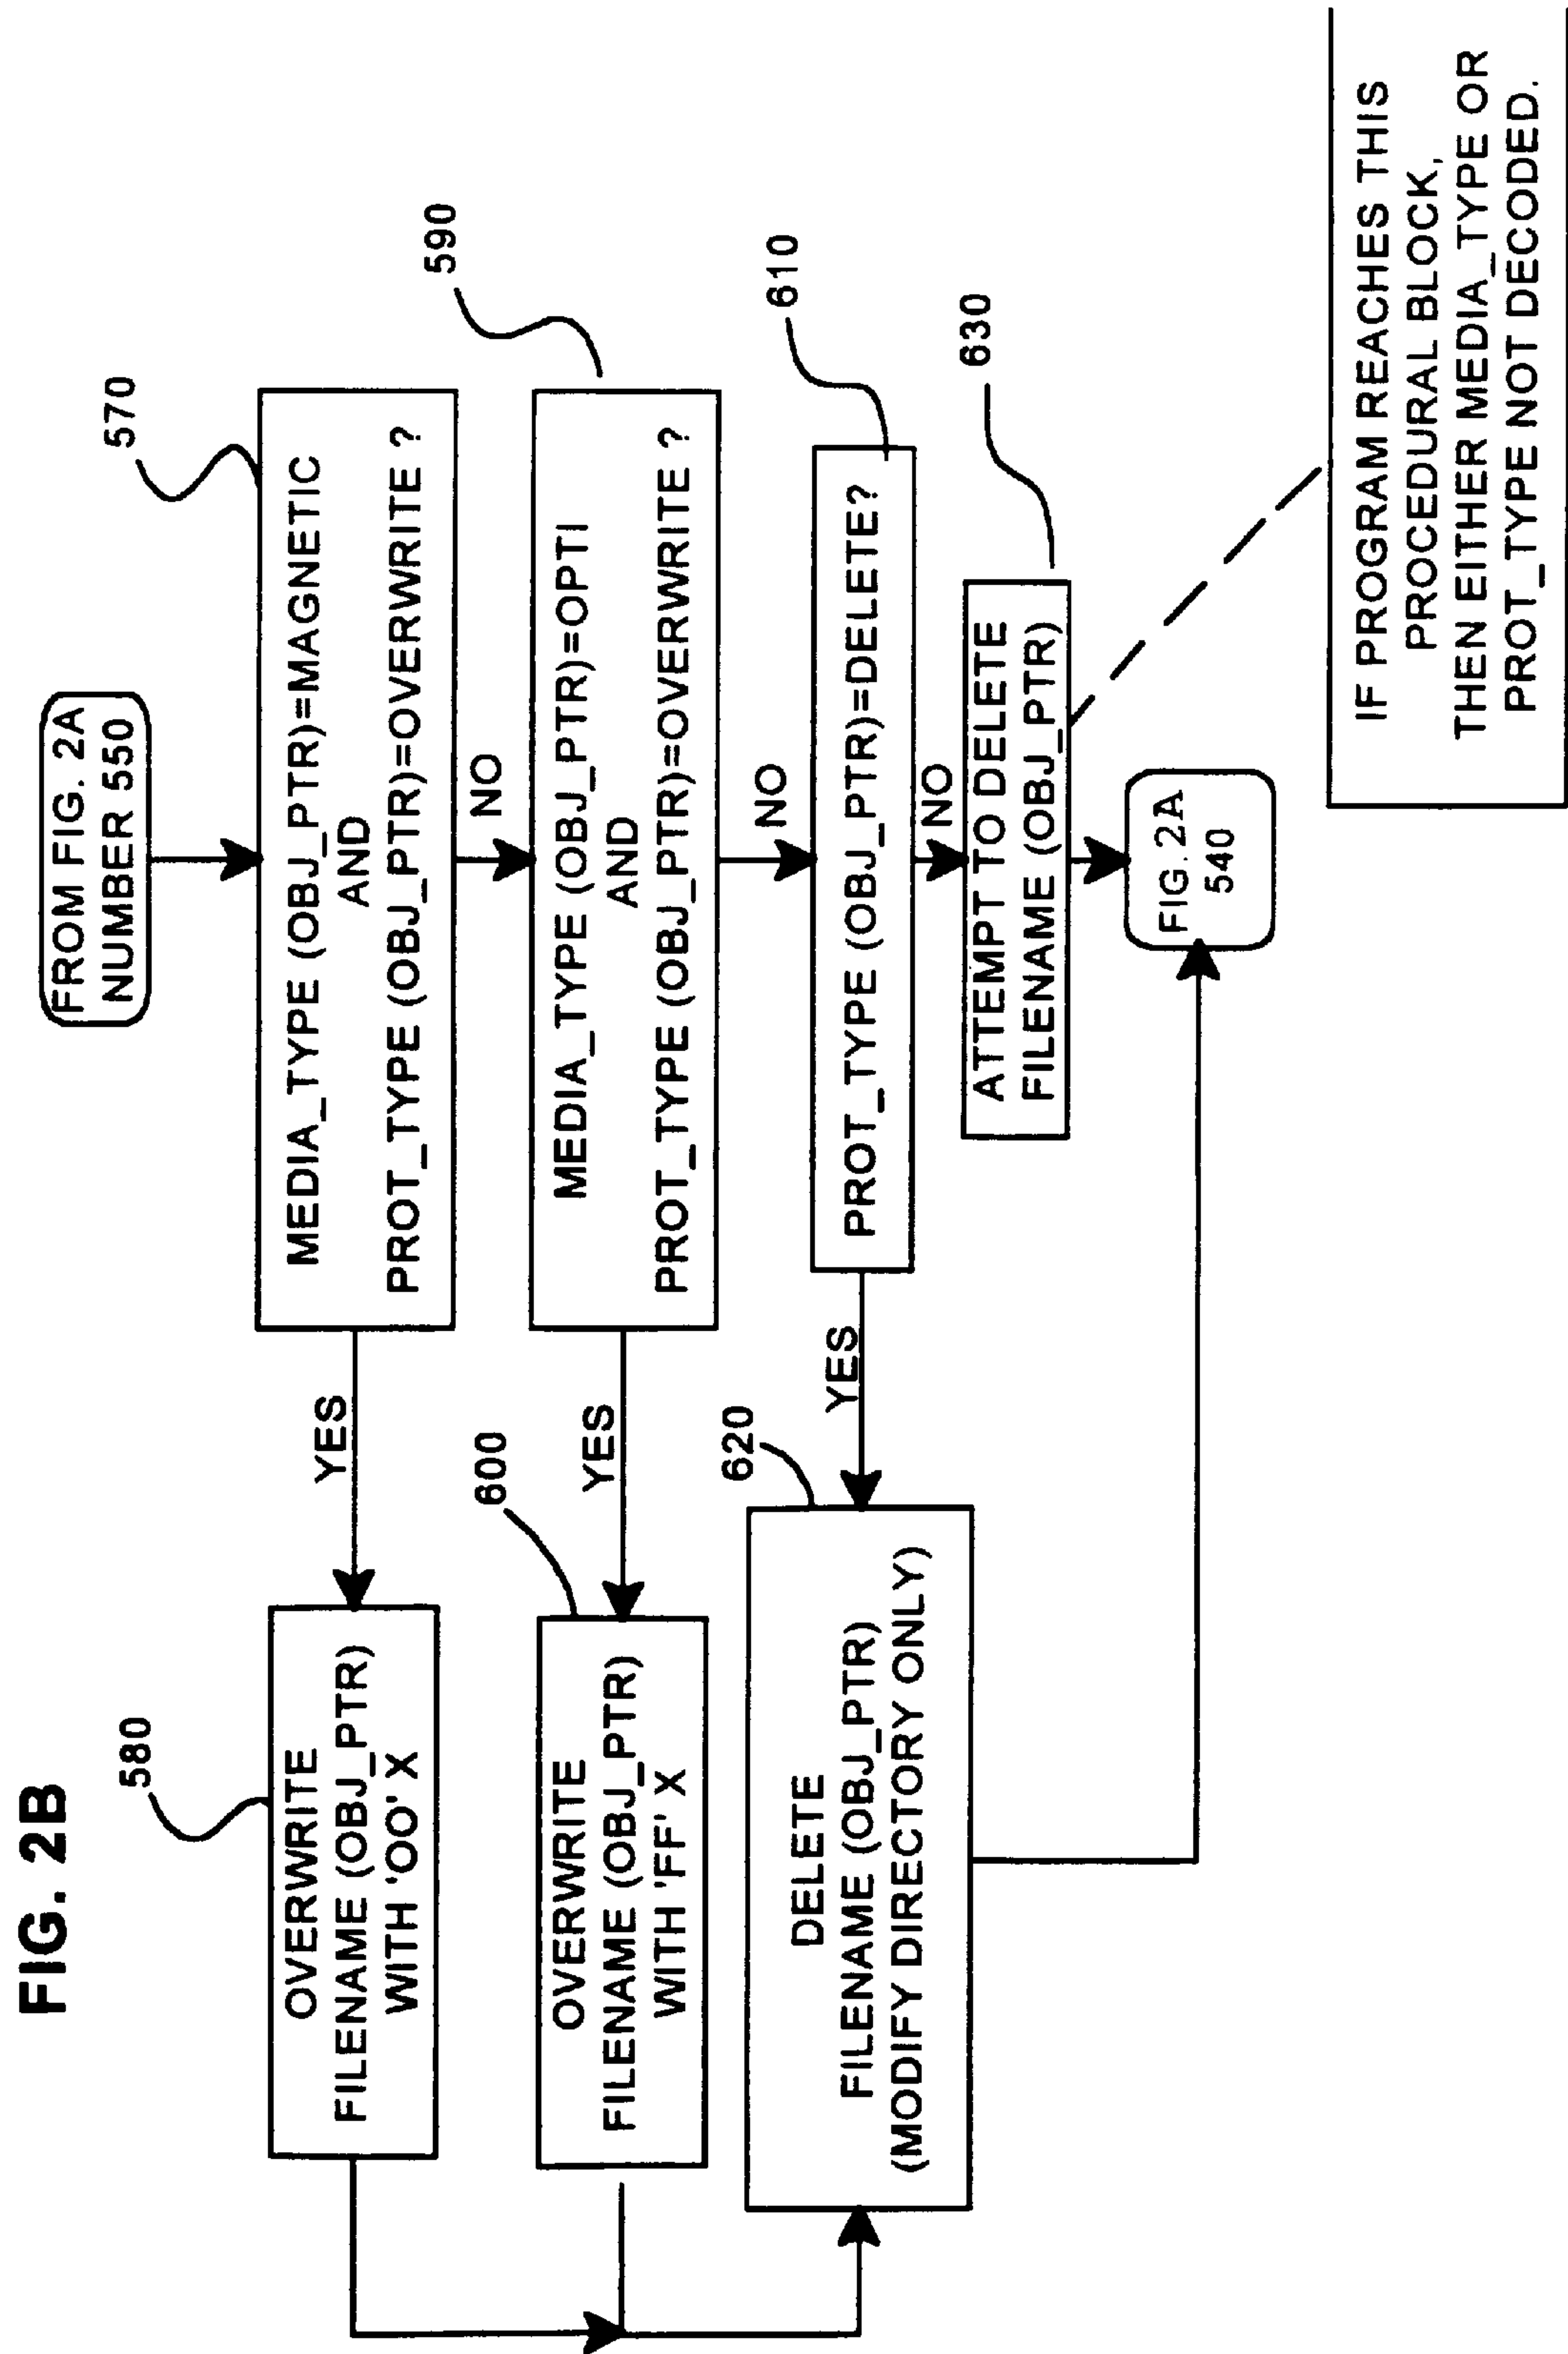 FIG. 2B
FROM FIG. 2A
NUMBER 550
570
MEDIA_TYPE (OBJ_PTR)=MAGNETIC
AND
PROT_TYPE (OBJ_PTR)=OVERWRITE ?
YES
NO
580
OVERWRITE
FILENAME (OBJ_PTR)
WITH 'OO' X
590
MEDIA_TYPE (OBJ_PTR)=OPTI
AND
PROT_TYPE (OBJ_PTR)=OVERWRITE ?
YES
NO
600
OVERWRITE
FILENAME (OBJ_PTR)
WITH 'FF' X
610
PROT_TYPE (OBJ_PTR)=DELETE?
YES
NO
620
DELETE
FILENAME (OBJ_PTR)
(MODIFY DIRECTORY ONLY)
630
ATTEMPT TO DELETE
FILENAME (OBJ_PTR)
FIG. 2A
540
IF PROGRAM REACHES THIS
PROCEDURAL BLOCK,
THEN EITHER MEDIA_TYPE OR
PROT_TYPE NOT DECODED.